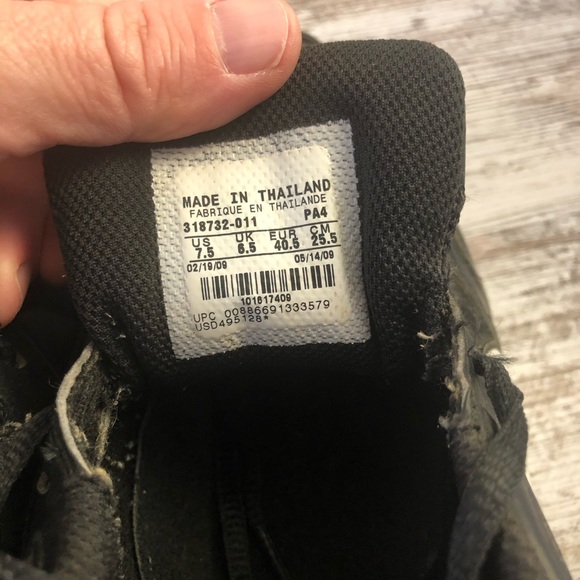 MADE IN THAILAND
FABRIQUE EN THAILANDE
318732-011 PA4
US UK EUR CM
7.5 6.5 40.5 25.5
02/19/09 05/14/09
101617409
UPC 00886691333579
USD495128*